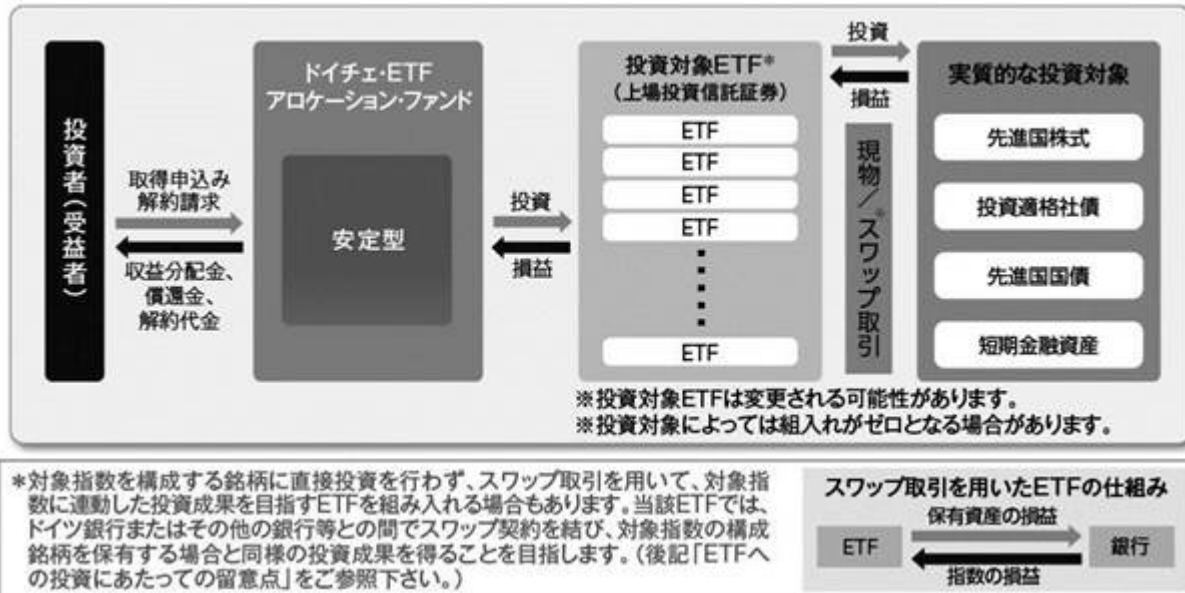 投資者(受益者)
取得申込み
解約請求
収益分配金、
償還金、
解約代金
ドイチェ・ETF
アロケーション・ファンド
安定型
投資
損益
投資対象ETF*
(上場投資信託証券)
ETF
ETF
ETF
ETF
ETF
投資
損益
現物/*スワップ取引
実質的な投資対象
先進国株式
投資適格社債
先進国国債
短期金融資産
※投資対象ETFは変更される可能性があります。
※投資対象によっては組入れがゼロとなる場合があります。
*対象指数を構成する銘柄に直接投資を行わず、スワップ取引を用いて、対象指
数に連動した投資成果を目指すETFを組み入れる場合もあります。当該ETFでは、
ドイツ銀行またはその他の銀行等との間でスワップ契約を結び、対象指数の構成
銘柄を保有する場合と同様の投資成果を得ることを目指します。(後記「ETFへ
の投資にあたっての留意点」をご参照下さい。)
スワップ取引を用いたETFの仕組み
保有資産の損益
ETF
銀行
指数の損益